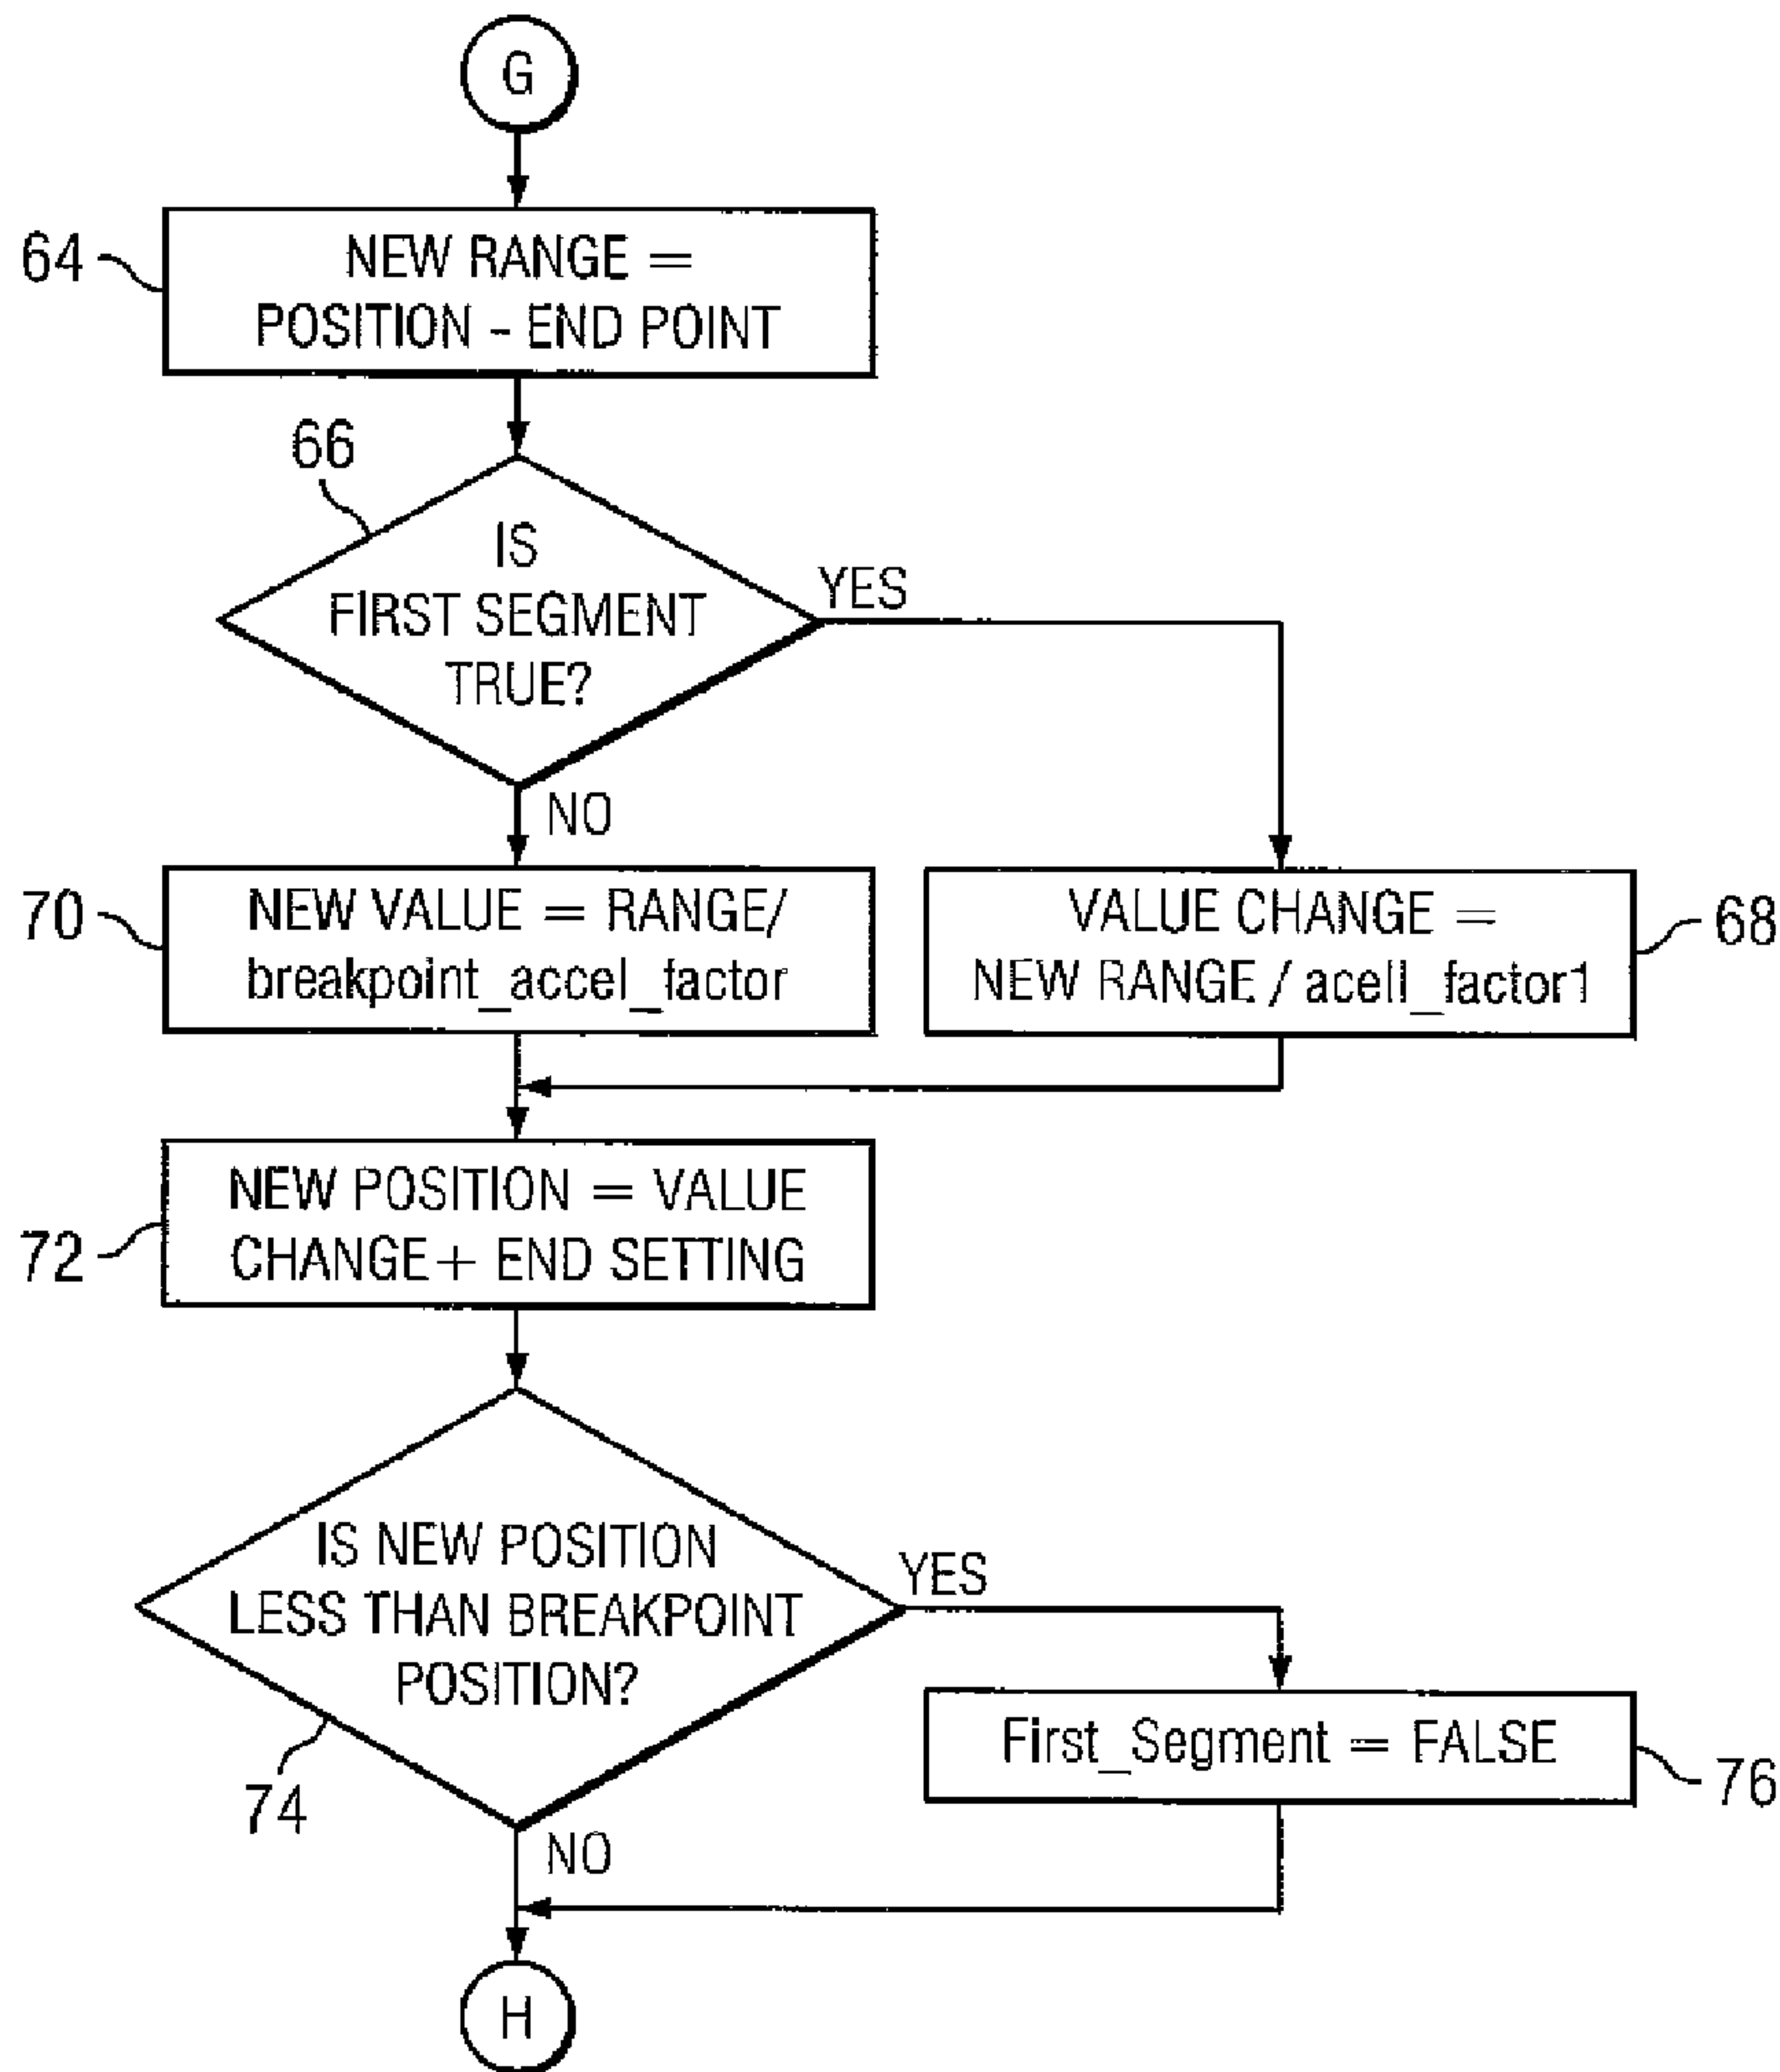 G
64
NEW RANGE =
POSITION - END POINT
66
IS
FIRST SEGMENT
TRUE?
YES
NO
70
NEW VALUE = RANGE/
breakpoint_accel_factor
VALUE CHANGE =
NEW RANGE / acell_factor1
68
72
NEW POSITION = VALUE
CHANGE + END SETTING
IS NEW POSITION
LESS THAN BREAKPOINT
POSITION?
YES
74
NO
First_Segment = FALSE
76
H